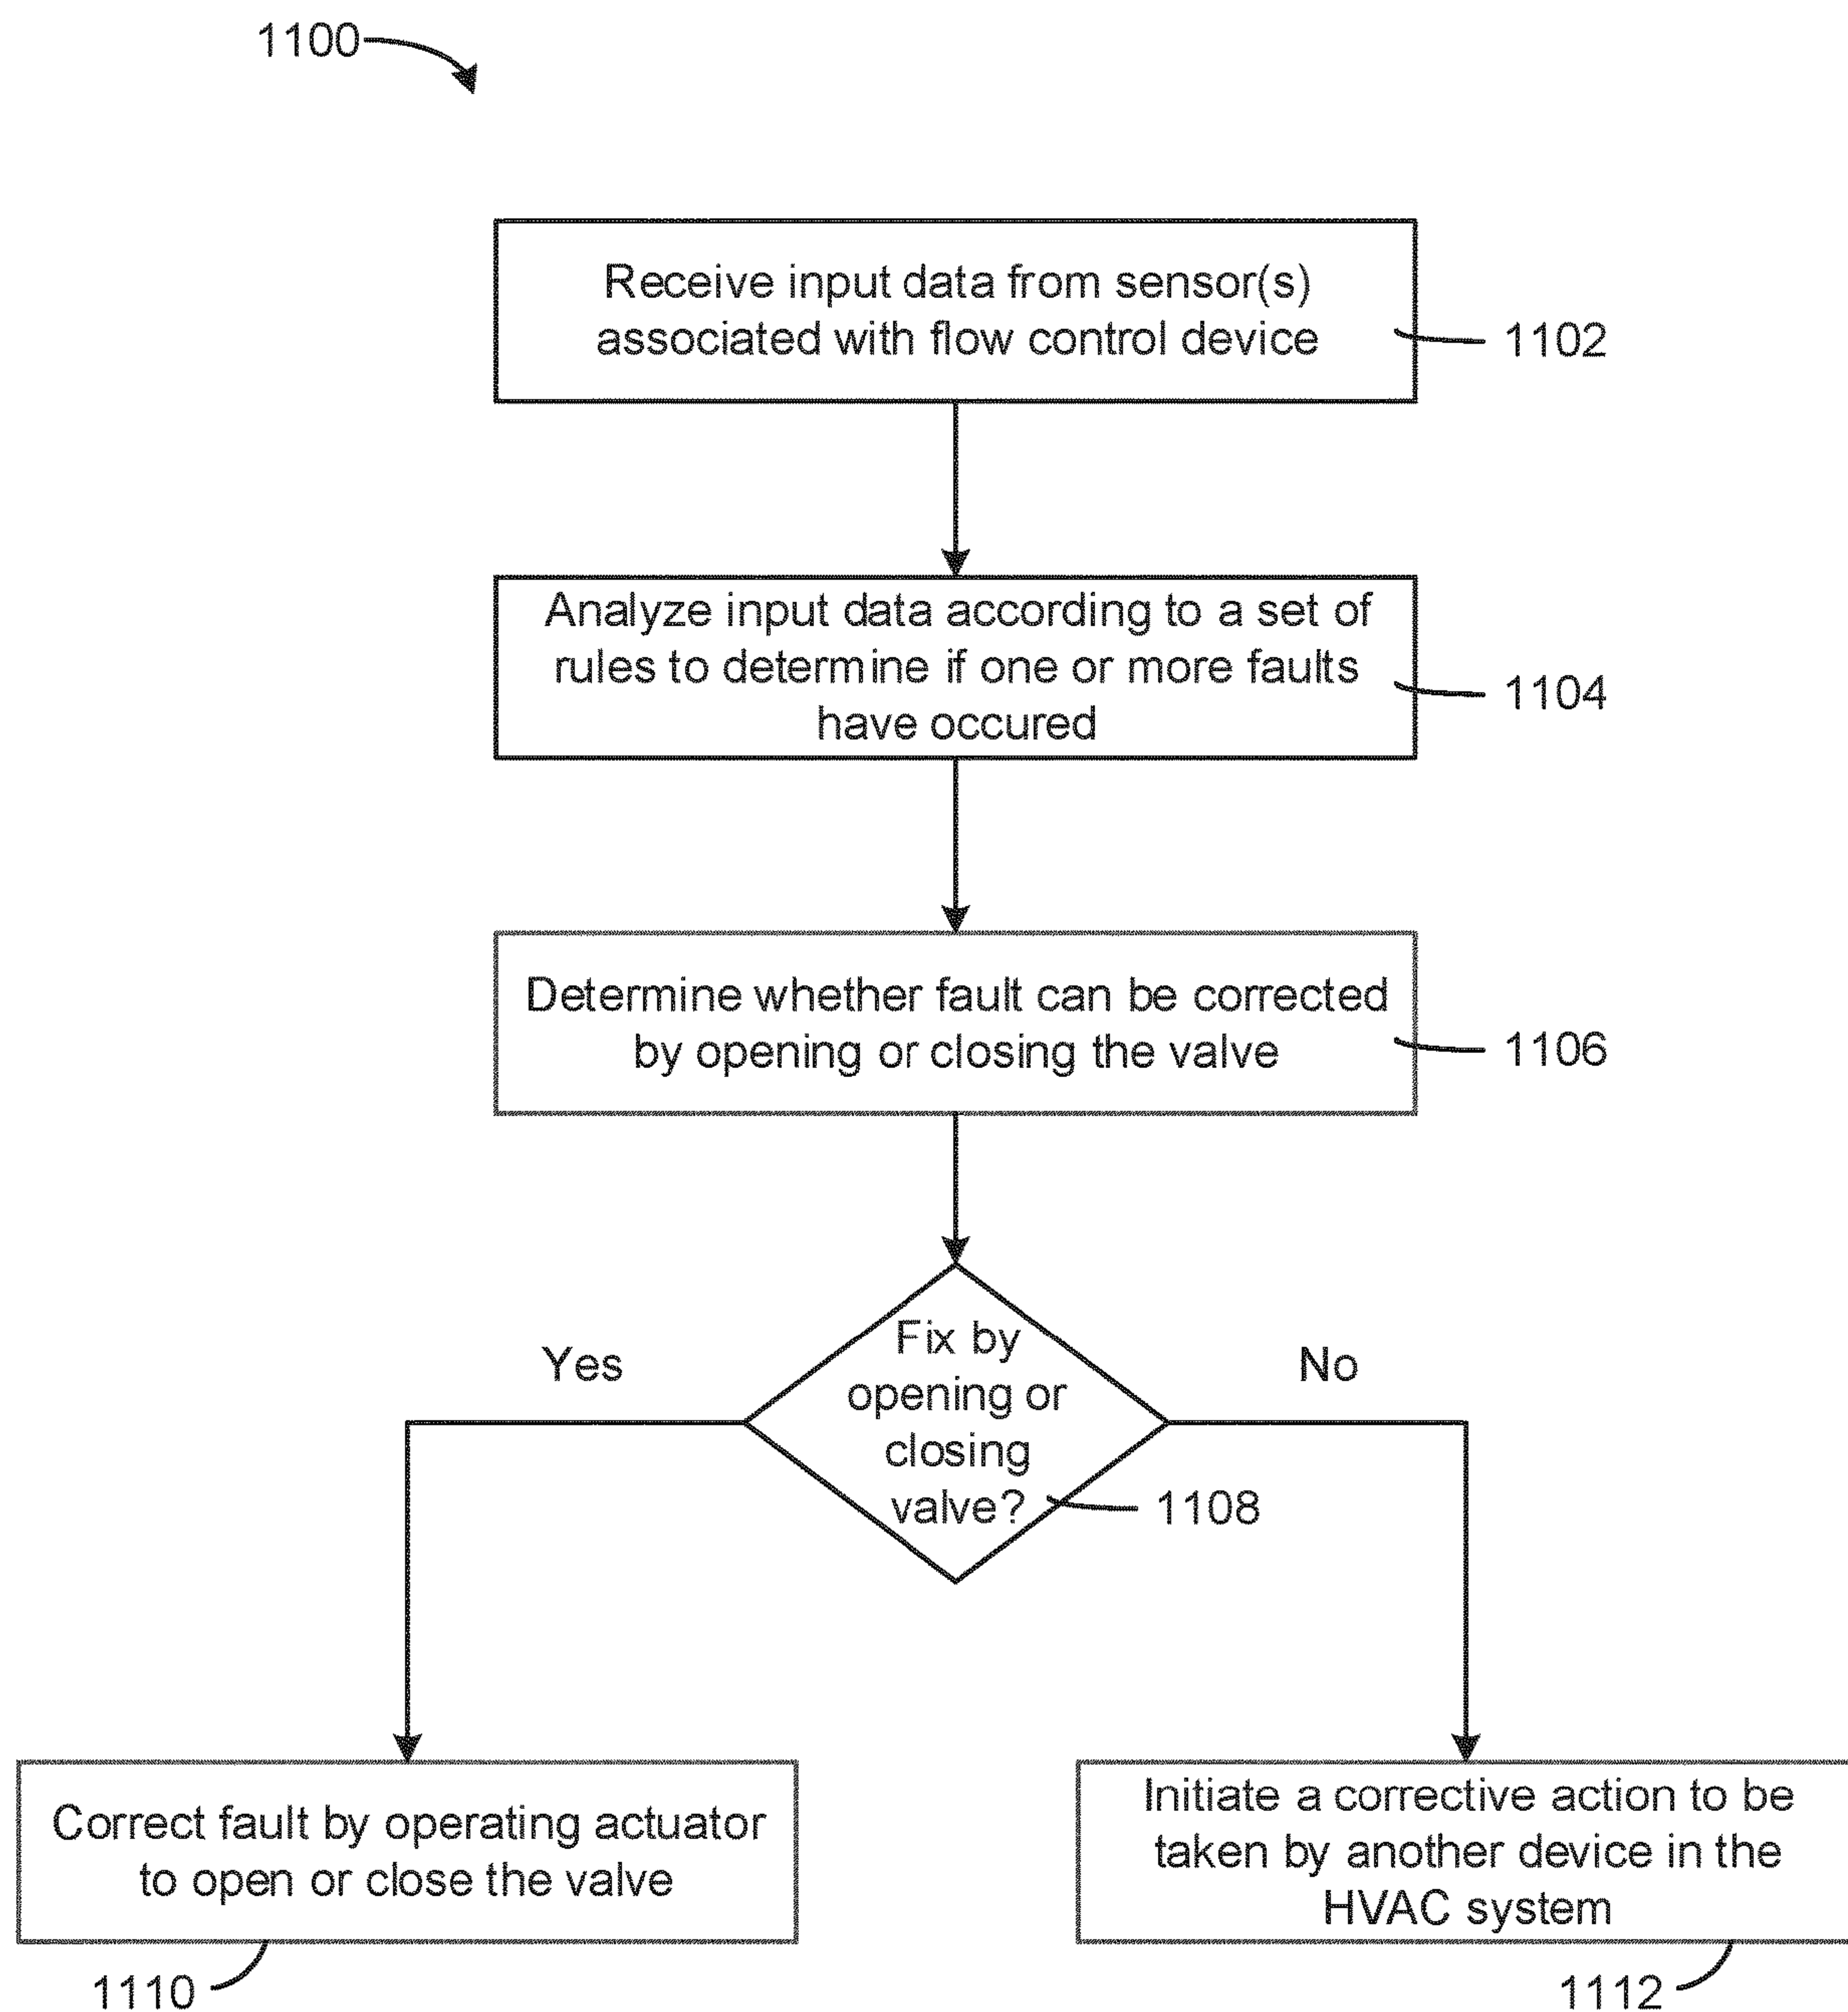 1100
Receive input data from sensor(s)
associated with flow control device
1102
Analyze input data according to a set of
rules to determine if one or more faults
have occured
1104
Determine whether fault can be corrected
by opening or closing the valve
1106
Fix by
opening or
closing
valve?
1108
Yes
No
Correct fault by operating actuator
to open or close the valve
1110
Initiate a corrective action to be
taken by another device in the
HVAC system
1112